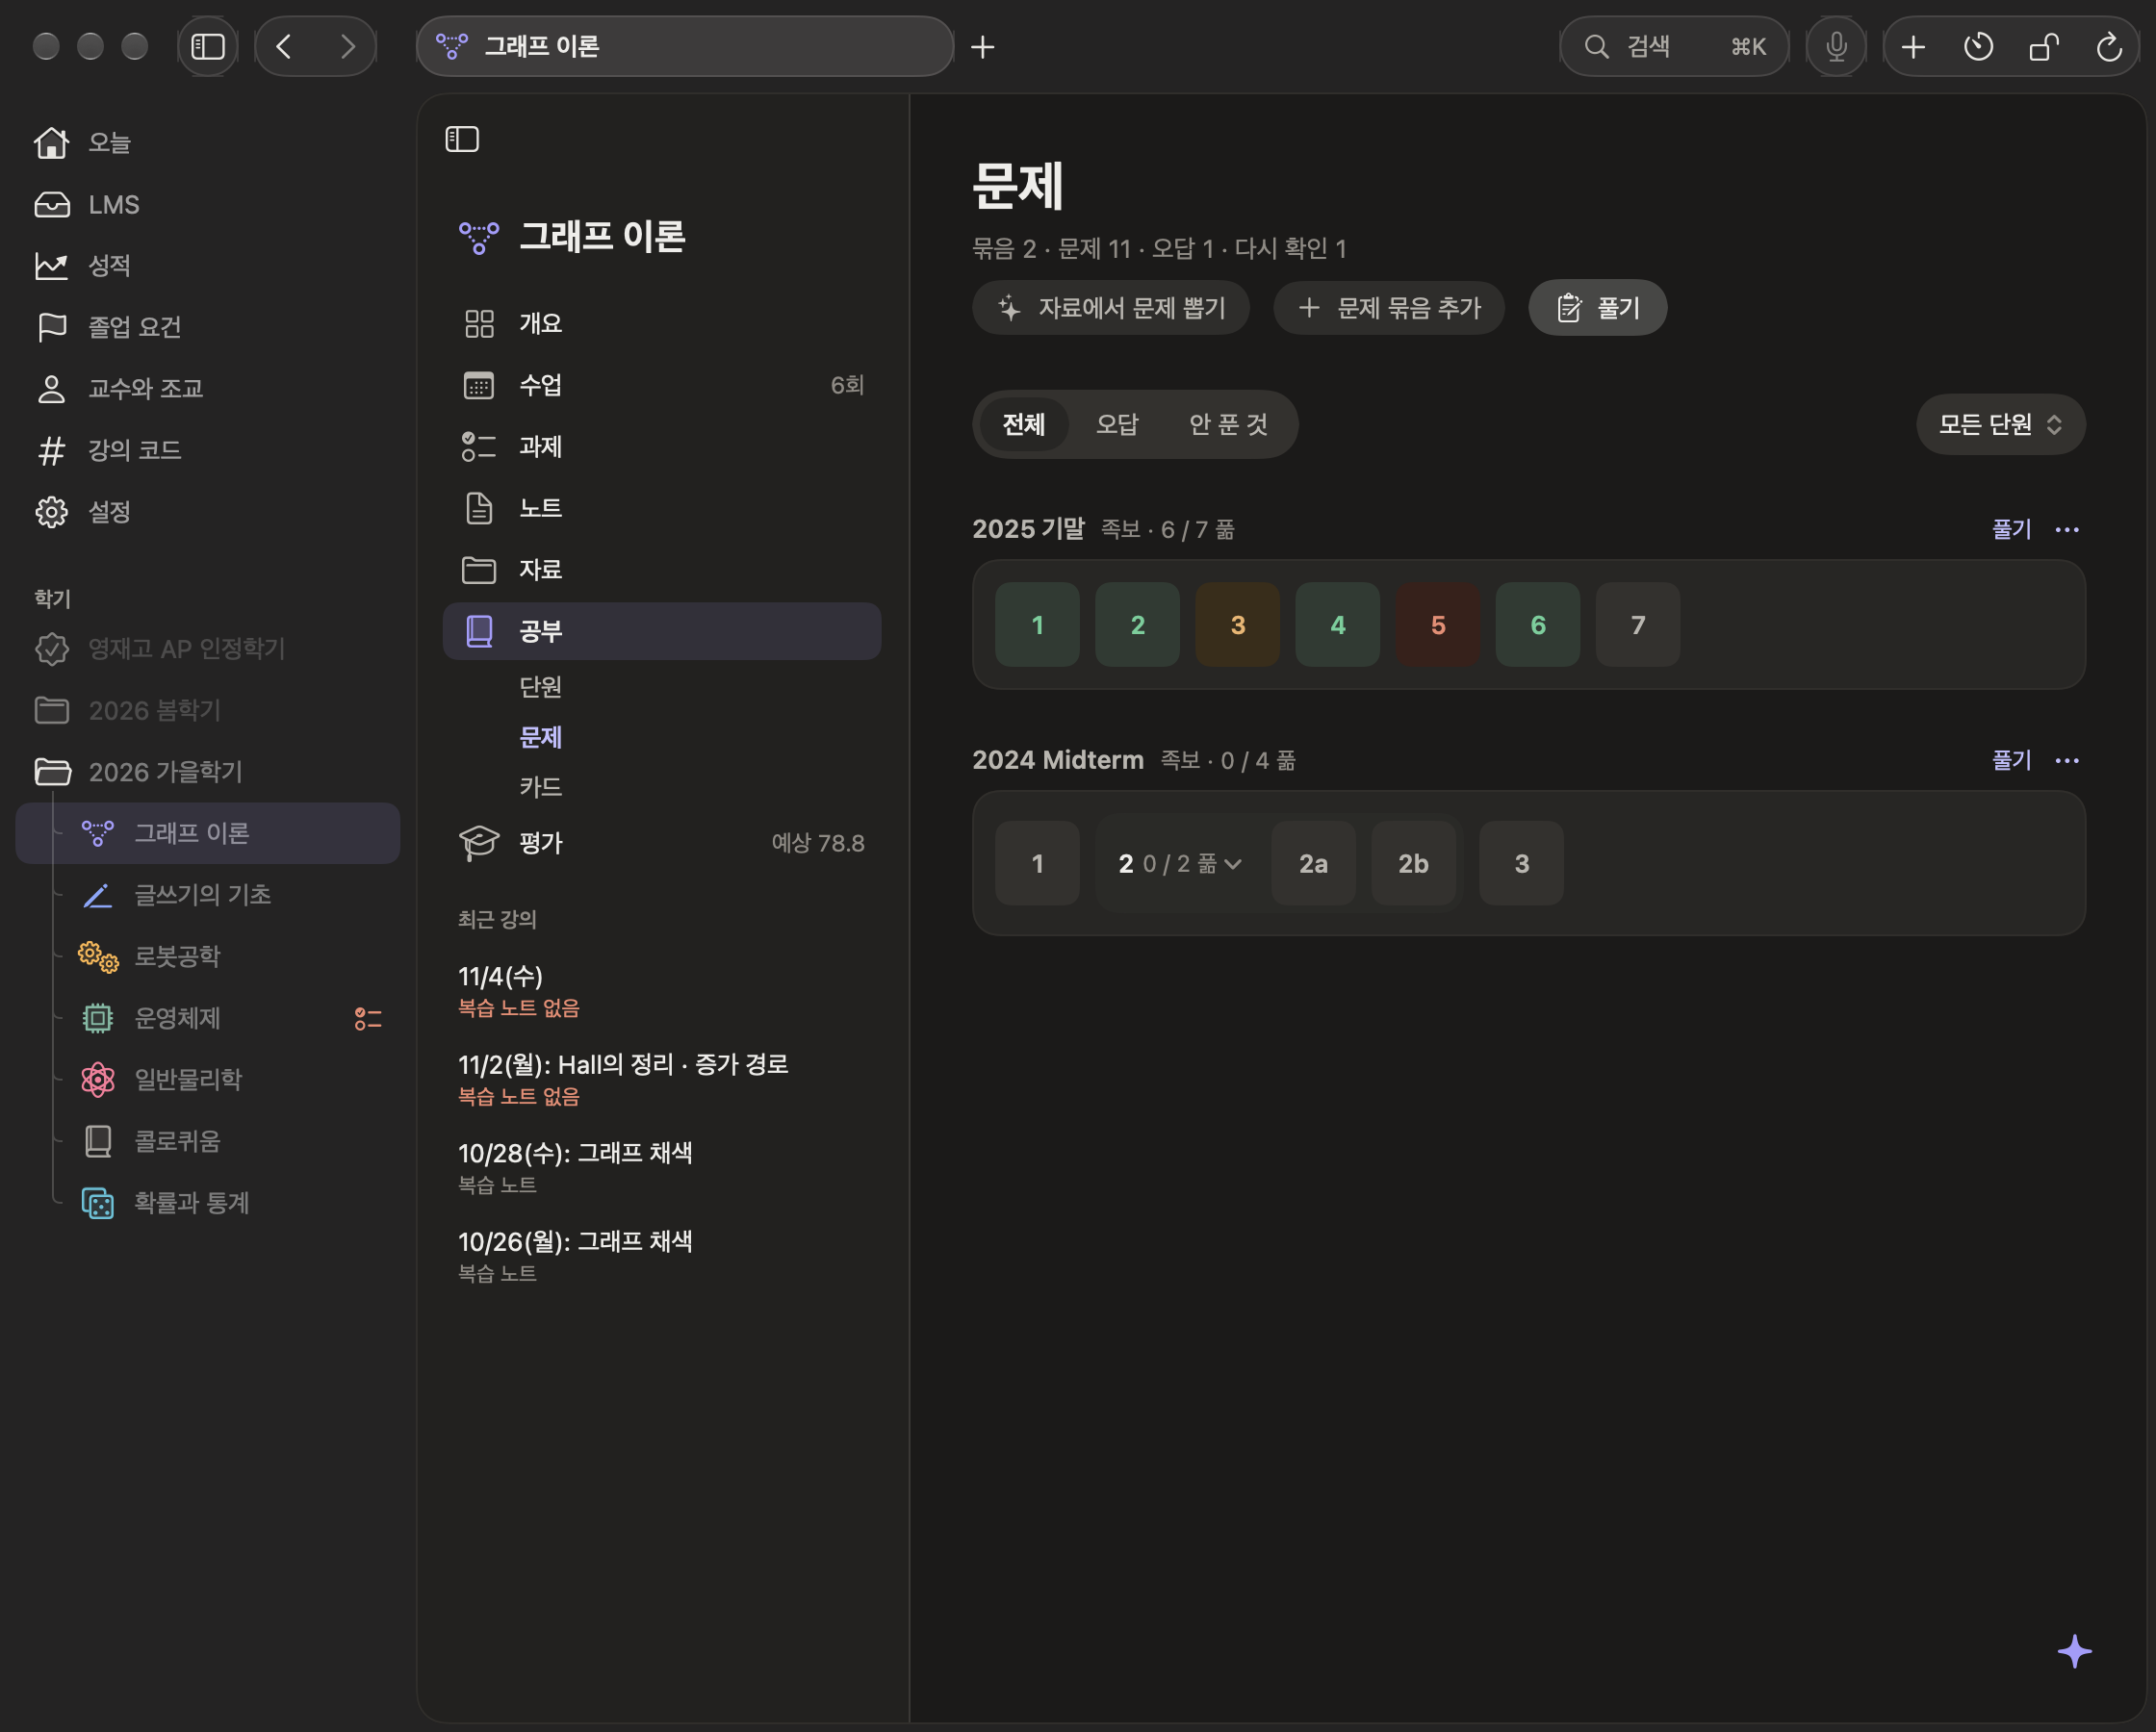 그래프 이론
검색 ⌘K
오늘
LMS
성적
졸업 요건
교수와 조교
강의 코드
설정
학기
영재고 AP 인정학기
2026 봄학기
2026 가을학기
그래프 이론
글쓰기의 기초
로봇공학
운영체제
일반물리학
콜로퀴움
확률과 통계
그래프 이론
개요
수업 6회
과제
노트
자료
공부
단원
문제
카드
평가 예상 78.8
최근 강의
11/4(수)
복습 노트 없음
11/2(월): Hall의 정리 · 증가 경로
복습 노트 없음
10/28(수): 그래프 채색
복습 노트
10/26(월): 그래프 채색
복습 노트
문제
묶음 2 · 문제 11 · 오답 1 · 다시 확인 1
자료에서 문제 뽑기 문제 묶음 추가 풀기
전체 오답 안 푼 것 모든 단원
2025 기말 족보 · 6 / 7 풂 풀기
1 2 3 4 5 6 7
2024 Midterm 족보 · 0 / 4 풂 풀기
1 2 0 / 2 풂 2a 2b 3